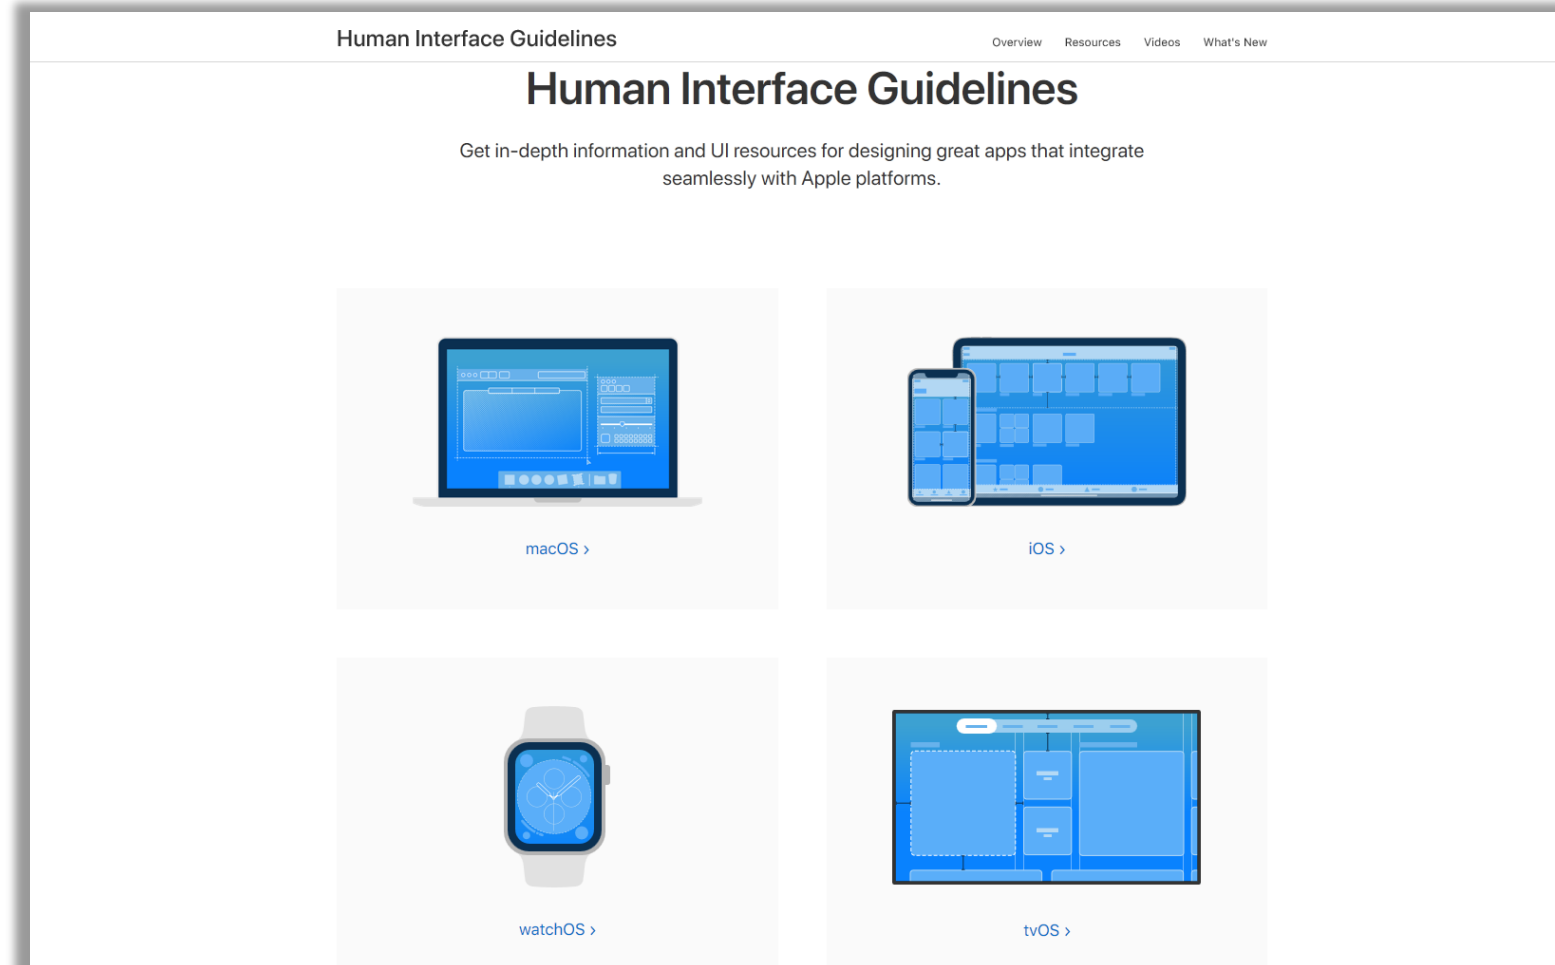 Human Interface Guidelines
Overview Resources Videos What's New
Human Interface Guidelines
Get in-depth information and UI resources for designing great apps that integrate
seamlessly with Apple platforms.
macOS ›
iOS ›
watchOS ›
tvOS ›